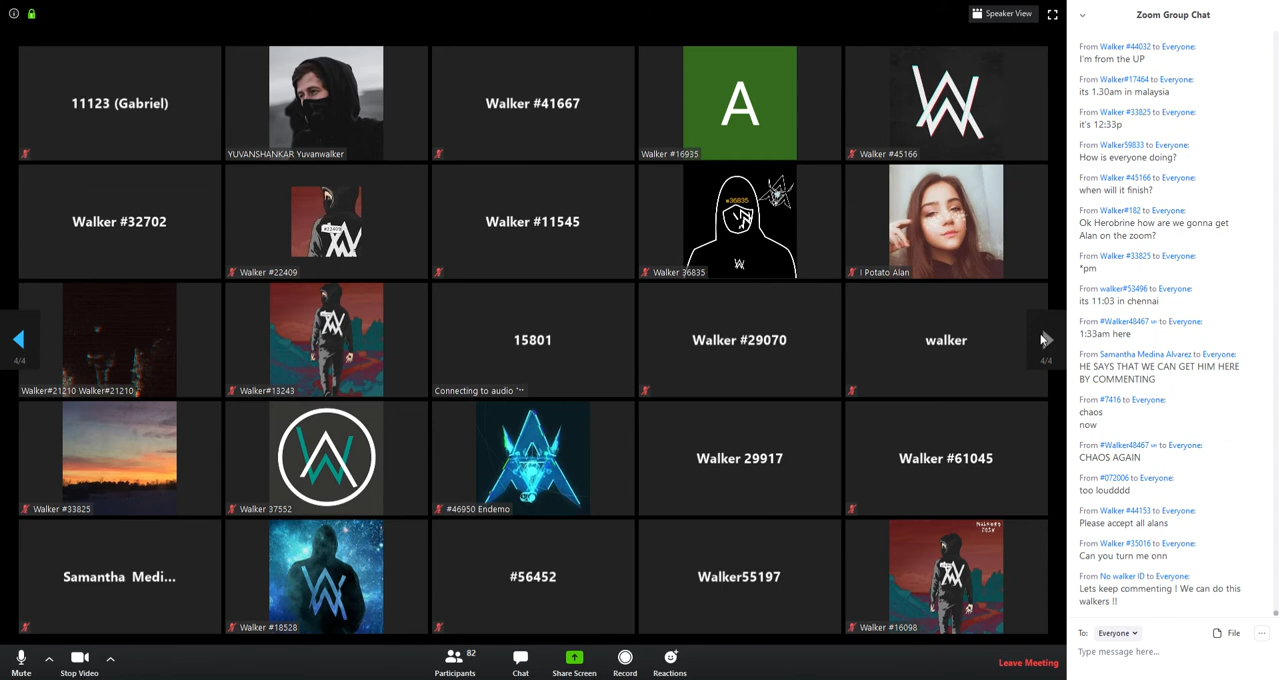 Speaker View
Zoom Group Chat
11123 (Gabriel)
YUVANSHANKAR Yuvanwalker
Walker #41667
A
Walker #16935
Walker #45166
Walker #32702
#22409
Walker #22409
Walker #11545
#36835
Walker 36835
I Potato Alan
4/4
Walker#21210 Walker#21210
Walker#13243
15801
Connecting to audio
Walker #29070
walker
4/4
Walker #33825
Walker 37552
#46950 Endemo
Walker 29917
Walker #61045
Samantha Medi...
Walker #18528
#56452
Walker55197
Walker #16098
From Walker #44032 to Everyone:
I'm from the UP
From Walker#17464 to Everyone:
its 1.30am in malaysia
From Walker #33825 to Everyone:
it's 12:33p
From Walker59833 to Everyone:
How is everyone doing?
From Walker #45166 to Everyone:
when will it finish?
From Walker#182 to Everyone:
Ok Herobrine how are we gonna get
Alan on the zoom?
From Walker #33825 to Everyone:
*pm
From walker#53496 to Everyone:
its 11:03 in chennai
From #Walker48467 to Everyone:
1:33am here
From Samantha Medina Alvarez to Everyone:
HE SAYS THAT WE CAN GET HIM HERE
BY COMMENTING
From #7416 to Everyone:
chaos
now
From #Walker48467 to Everyone:
CHAOS AGAIN
From #072006 to Everyone:
too loudddd
From Walker #44153 to Everyone:
Please accept all alans
From Walker #35016 to Everyone:
Can you turn me onn
From No walker ID to Everyone:
Lets keep commenting ! We can do this
walkers !!
To: Everyone
File
...
Type message here...
Mute
Stop Video
82
Participants
Chat
Share Screen
Record
Reactions
Leave Meeting